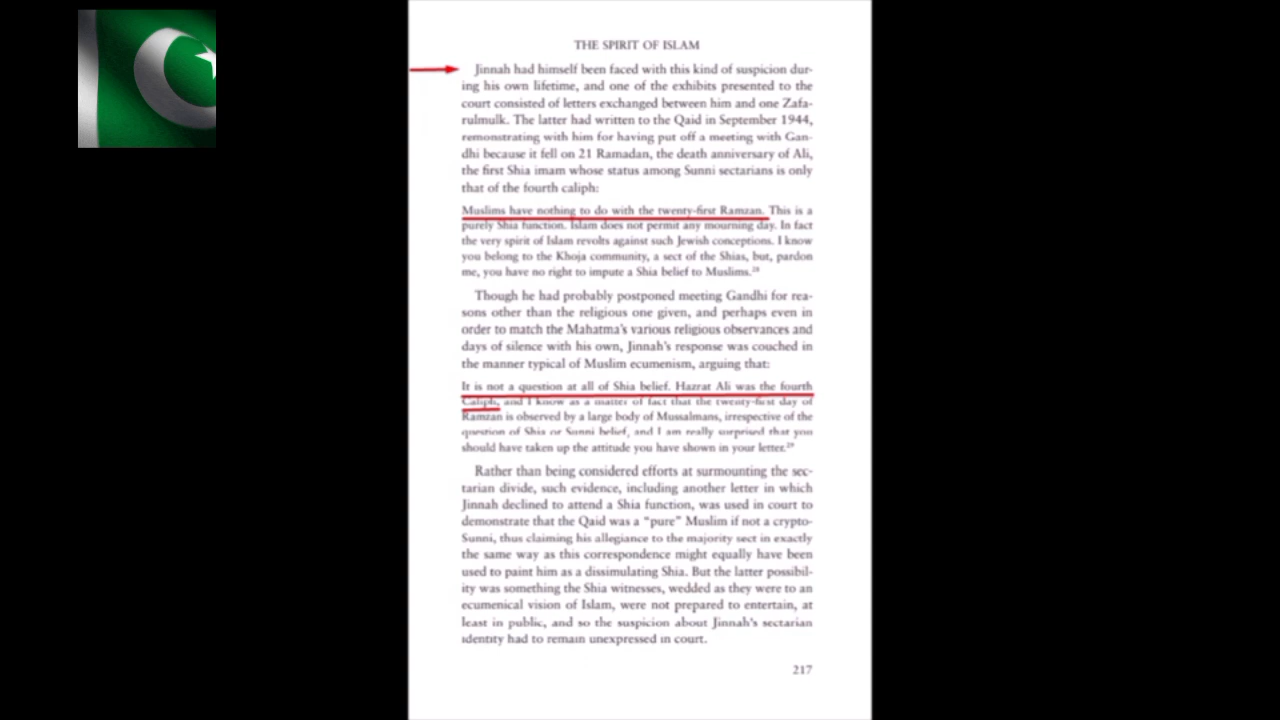 THE SPIRIT OF ISLAM
Jinnah had himself been faced with this kind of suspicion dur-
ing his own lifetime, and one of the exhibits presented to the
court consisted of letters exchanged between him and one Zafa-
rulmulk. The latter had written to the Qaid in September 1944,
remonstrating with him for having put off a meeting with Gan-
dhi because it fell on 21 Ramadan, the death anniversary of Ali,
the first Shia imam whose status among Sunni sectarians is only
that of the fourth caliph:
Muslims have nothing to do with the twenty-first Ramzan. This is a
purely Shia function. Islam does not permit any mourning day. In fact
the very spirit of Islam revolts against such Jewish conceptions. I know
you belong to the Khoja community, a sect of the Shias, but, pardon
me, you have no right to impute a Shia belief to Muslims.28
Though he had probably postponed meeting Gandhi for rea-
sons other than the religious one given, and perhaps even in
order to match the Mahatma's various religious observances and
days of silence with his own, Jinnah's response was couched in
the manner typical of Muslim ecumenism, arguing that:
It is not a question at all of Shia belief. Hazrat Ali was the fourth
Caliph, and I know as a matter of fact that the twenty-first day of
Ramzan is observed by a large body of Mussalmans, irrespective of the
question of Shia or Sunni belief, and I am really surprised that you
should have taken up the attitude you have shown in your letter.29
Rather than being considered efforts at surmounting the sec-
tarian divide, such evidence, including another letter in which
Jinnah declined to attend a Shia function, was used in court to
demonstrate that the Qaid was a "pure" Muslim if not a crypto-
Sunni, thus claiming his allegiance to the majority sect in exactly
the same way as this correspondence might equally have been
used to paint him as a dissimulating Shia. But the latter possibil-
ity was something the Shia witnesses, wedded as they were to an
ecumenical vision of Islam, were not prepared to entertain, at
least in public, and so the suspicion about Jinnah's sectarian
identity had to remain unexpressed in court.
217